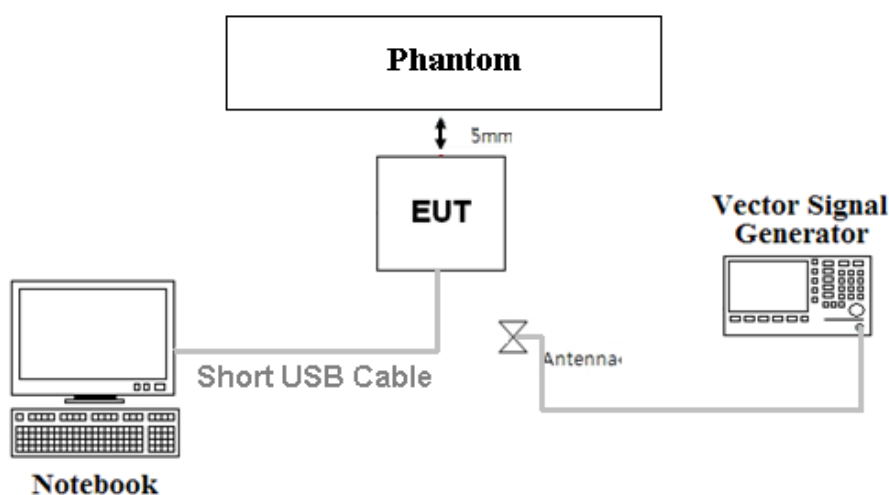 Phantom
5mm
EUT
Vector Signal
Generator
Antenna
Short USB Cable
Notebook